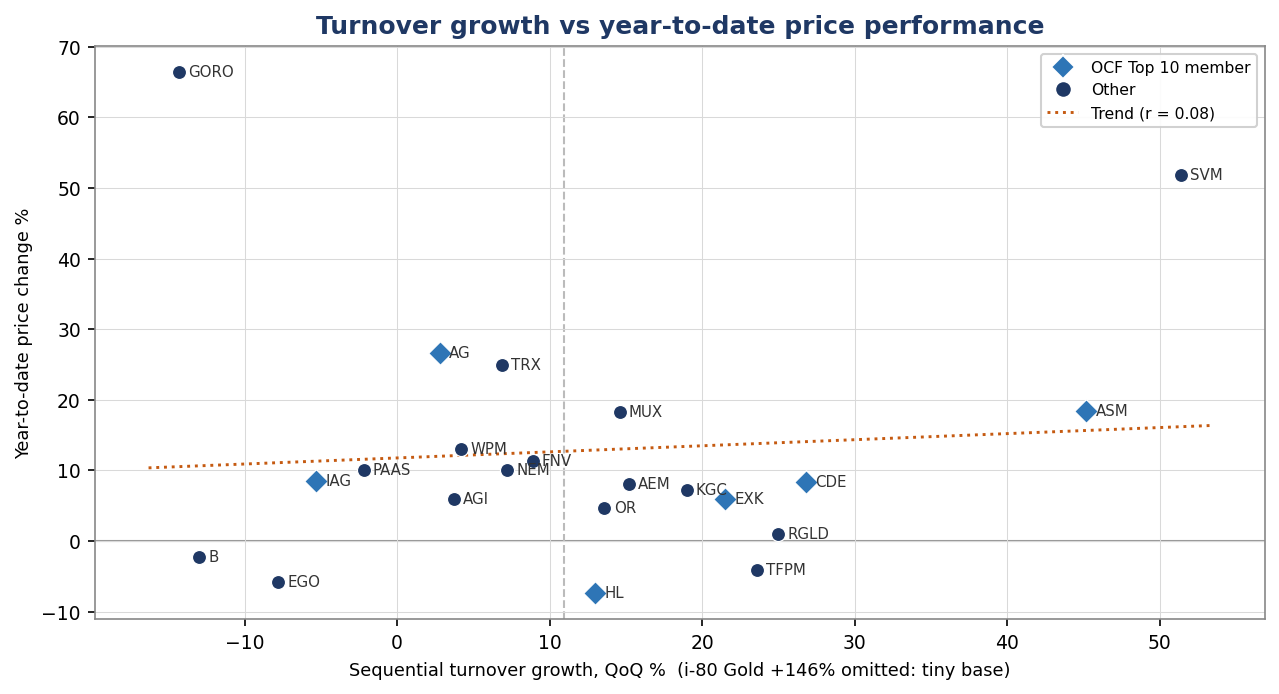 Turnover growth vs year-to-date price performance
OCF Top 10 member
Other
Trend (r = 0.08)
Year-to-date price change %
70
60
50
40
30
20
10
0
−10
GORO
SVM
AG
TRX
MUX
ASM
WPM
FNV
PAAS
NEM
IAG
AGI
AEM
KGC
EXK
CDE
OR
RGLD
B
TFPM
EGO
HL
−10
0
10
20
30
40
50
Sequential turnover growth, QoQ %  (i-80 Gold +146% omitted: tiny base)